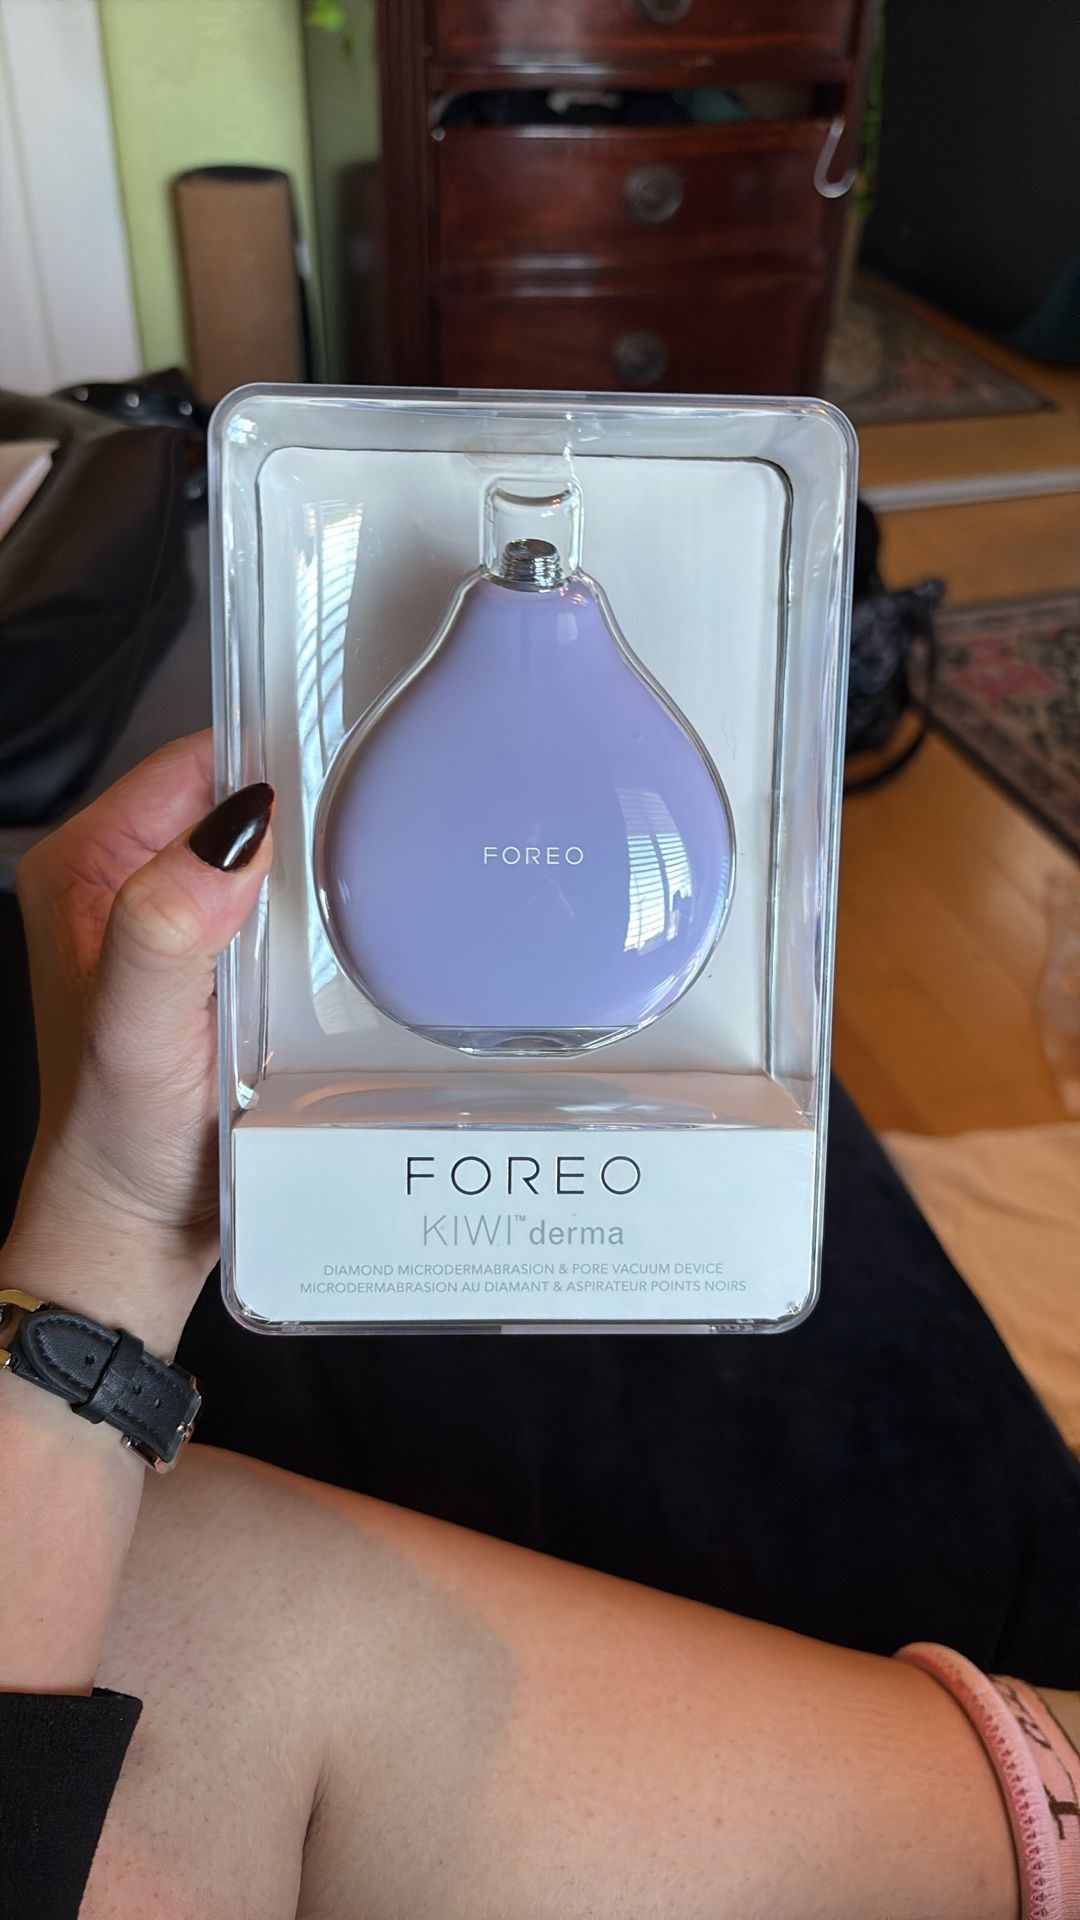 FOREO
FOREO
KIWI™ derma
DIAMOND MICRODERMABRASION & PORE VACUUM DEVICE
MICRODERMABRASION AU DIAMANT & ASPIRATEUR POINTS NOIRS